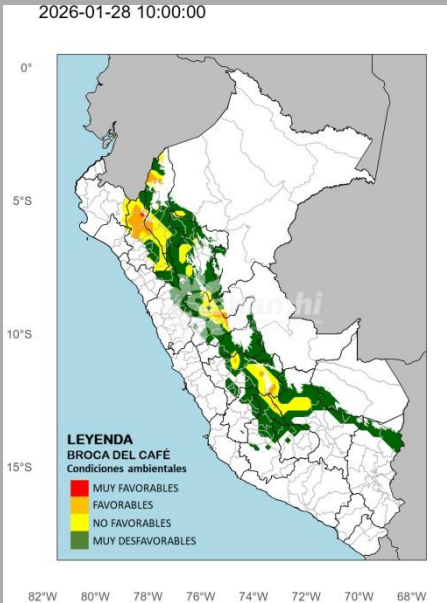 2026-01-28 10:00:00
0°
5°S
10°S
15°S
senamhi
LEYENDA
BROCA DEL CAFÉ
Condiciones ambientales
MUY FAVORABLES
FAVORABLES
NO FAVORABLES
MUY DESFAVORABLES
82°W 80°W 78°W 76°W 74°W 72°W 70°W 68°W